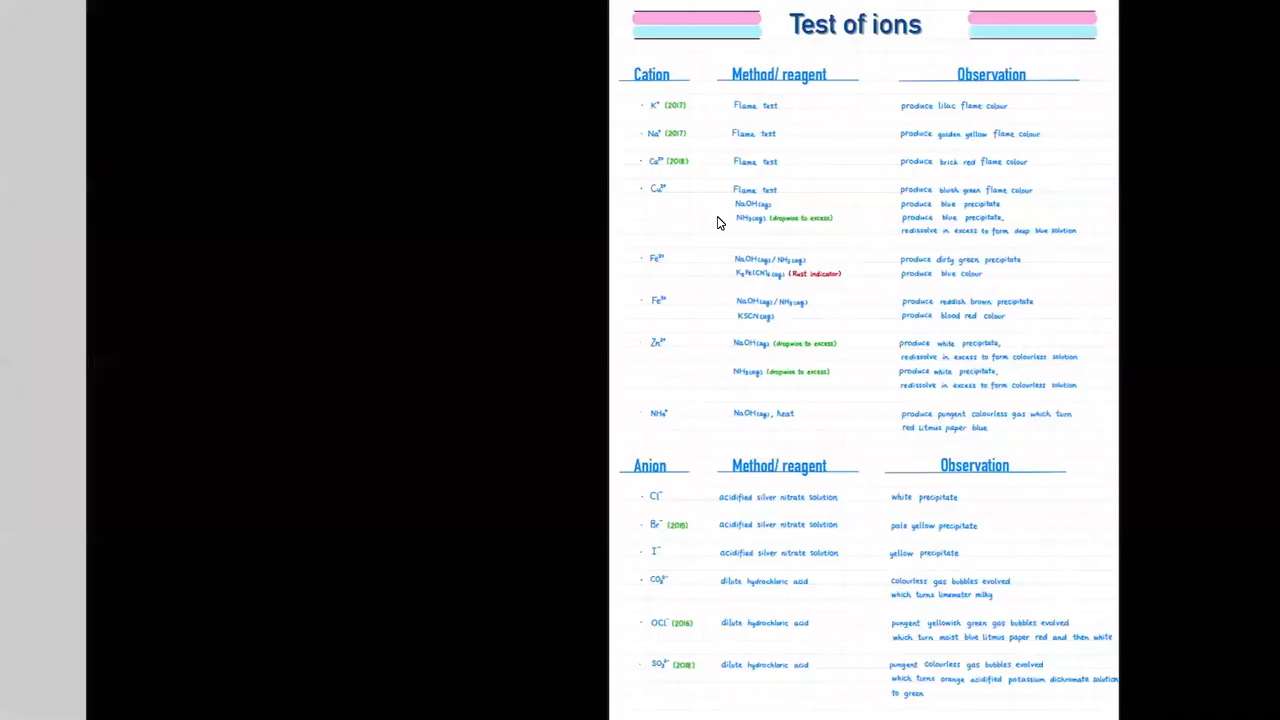 Test of ions
Cation Method/ reagent Observation
· K⁺ (2017) Flame test produce lilac flame colour
· Na⁺ (2017) Flame test produce golden yellow flame colour
· Ca²⁺ (2018) Flame test produce brick red flame colour
· Cu²⁺ Flame test produce bluish green flame colour
NaOH(aq) produce blue precipitate
NH₃(aq) (dropwise to excess) produce blue precipitate,
redissolve in excess to form deep blue solution
· Fe²⁺ NaOH(aq) / NH₃(aq) produce dirty green precipitate
K₃Fe(CN)₆(aq) (Rust indicator) produce blue colour
· Fe³⁺ NaOH(aq) / NH₃(aq) produce reddish brown precipitate
KSCN(aq) produce blood red colour
· Zn²⁺ NaOH(aq) (dropwise to excess) produce white precipitate,
redissolve in excess to form colourless solution
NH₃(aq) (dropwise to excess) produce white precipitate,
redissolve in excess to form colourless solution
· NH₄⁺ NaOH(aq), heat produce pungent colourless gas which turn
red litmus paper blue
Anion Method/ reagent Observation
· Cl⁻ acidified silver nitrate solution white precipitate
· Br⁻ (2015) acidified silver nitrate solution pale yellow precipitate
· I⁻ acidified silver nitrate solution yellow precipitate
· CO₃²⁻ dilute hydrochloric acid colourless gas bubbles evolved
which turns limewater milky
· OCl⁻ (2016) dilute hydrochloric acid pungent yellowish green gas bubbles evolved
which turn moist blue litmus paper red and then white
· SO₃²⁻ (2018) dilute hydrochloric acid pungent colourless gas bubbles evolved
which turns orange acidified potassium dichromate solution
to green